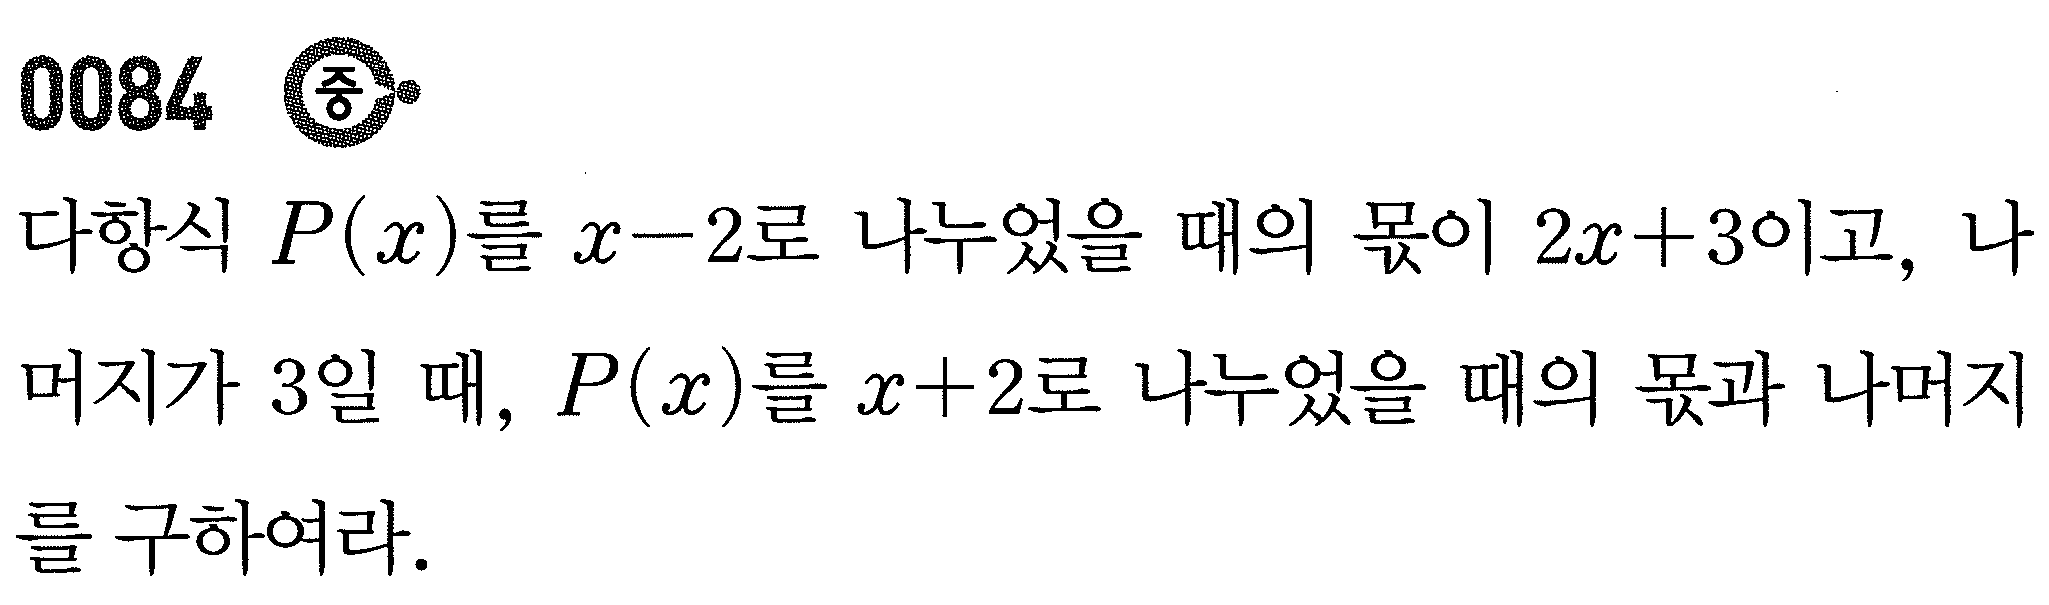 0084 중
다항식 P(x)를 x-2로 나누었을 때의 몫이 2x+3이고, 나
머지가 3일 때, P(x)를 x+2로 나누었을 때의 몫과 나머지
를 구하여라.